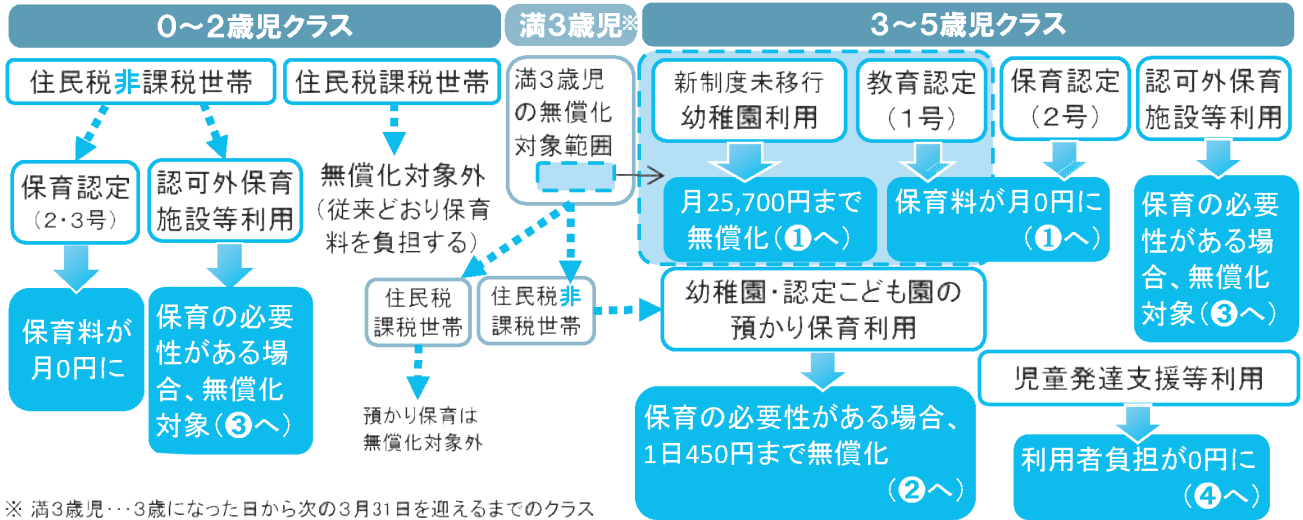 0～2歳児クラス
住民税非課税世帯
住民税課税世帯
保育認定
(2・3号)
認可外保育
施設等利用
無償化対象外
(従来どおり保育
料を負担する)
保育料が
月0円に
保育の必要
性がある場
合、無償化
対象(❸へ)
満3歳児※
満3歳児
の無償化
対象範囲
住民税
課税世帯
住民税非
課税世帯
預かり保育は
無償化対象外
3～5歳児クラス
新制度未移行
幼稚園利用
教育認定
(1号)
保育認定
(2号)
認可外保育
施設等利用
月25,700円まで
無償化(❶へ)
保育料が月0円に
(❶へ)
保育の必要
性がある場
合、無償化
対象(❸へ)
幼稚園・認定こども園の
預かり保育利用
保育の必要性がある場合、
1日450円まで無償化
(❷へ)
児童発達支援等利用
利用者負担が0円に
(❹へ)
※ 満3歳児･･･3歳になった日から次の3月31日を迎えるまでのクラス